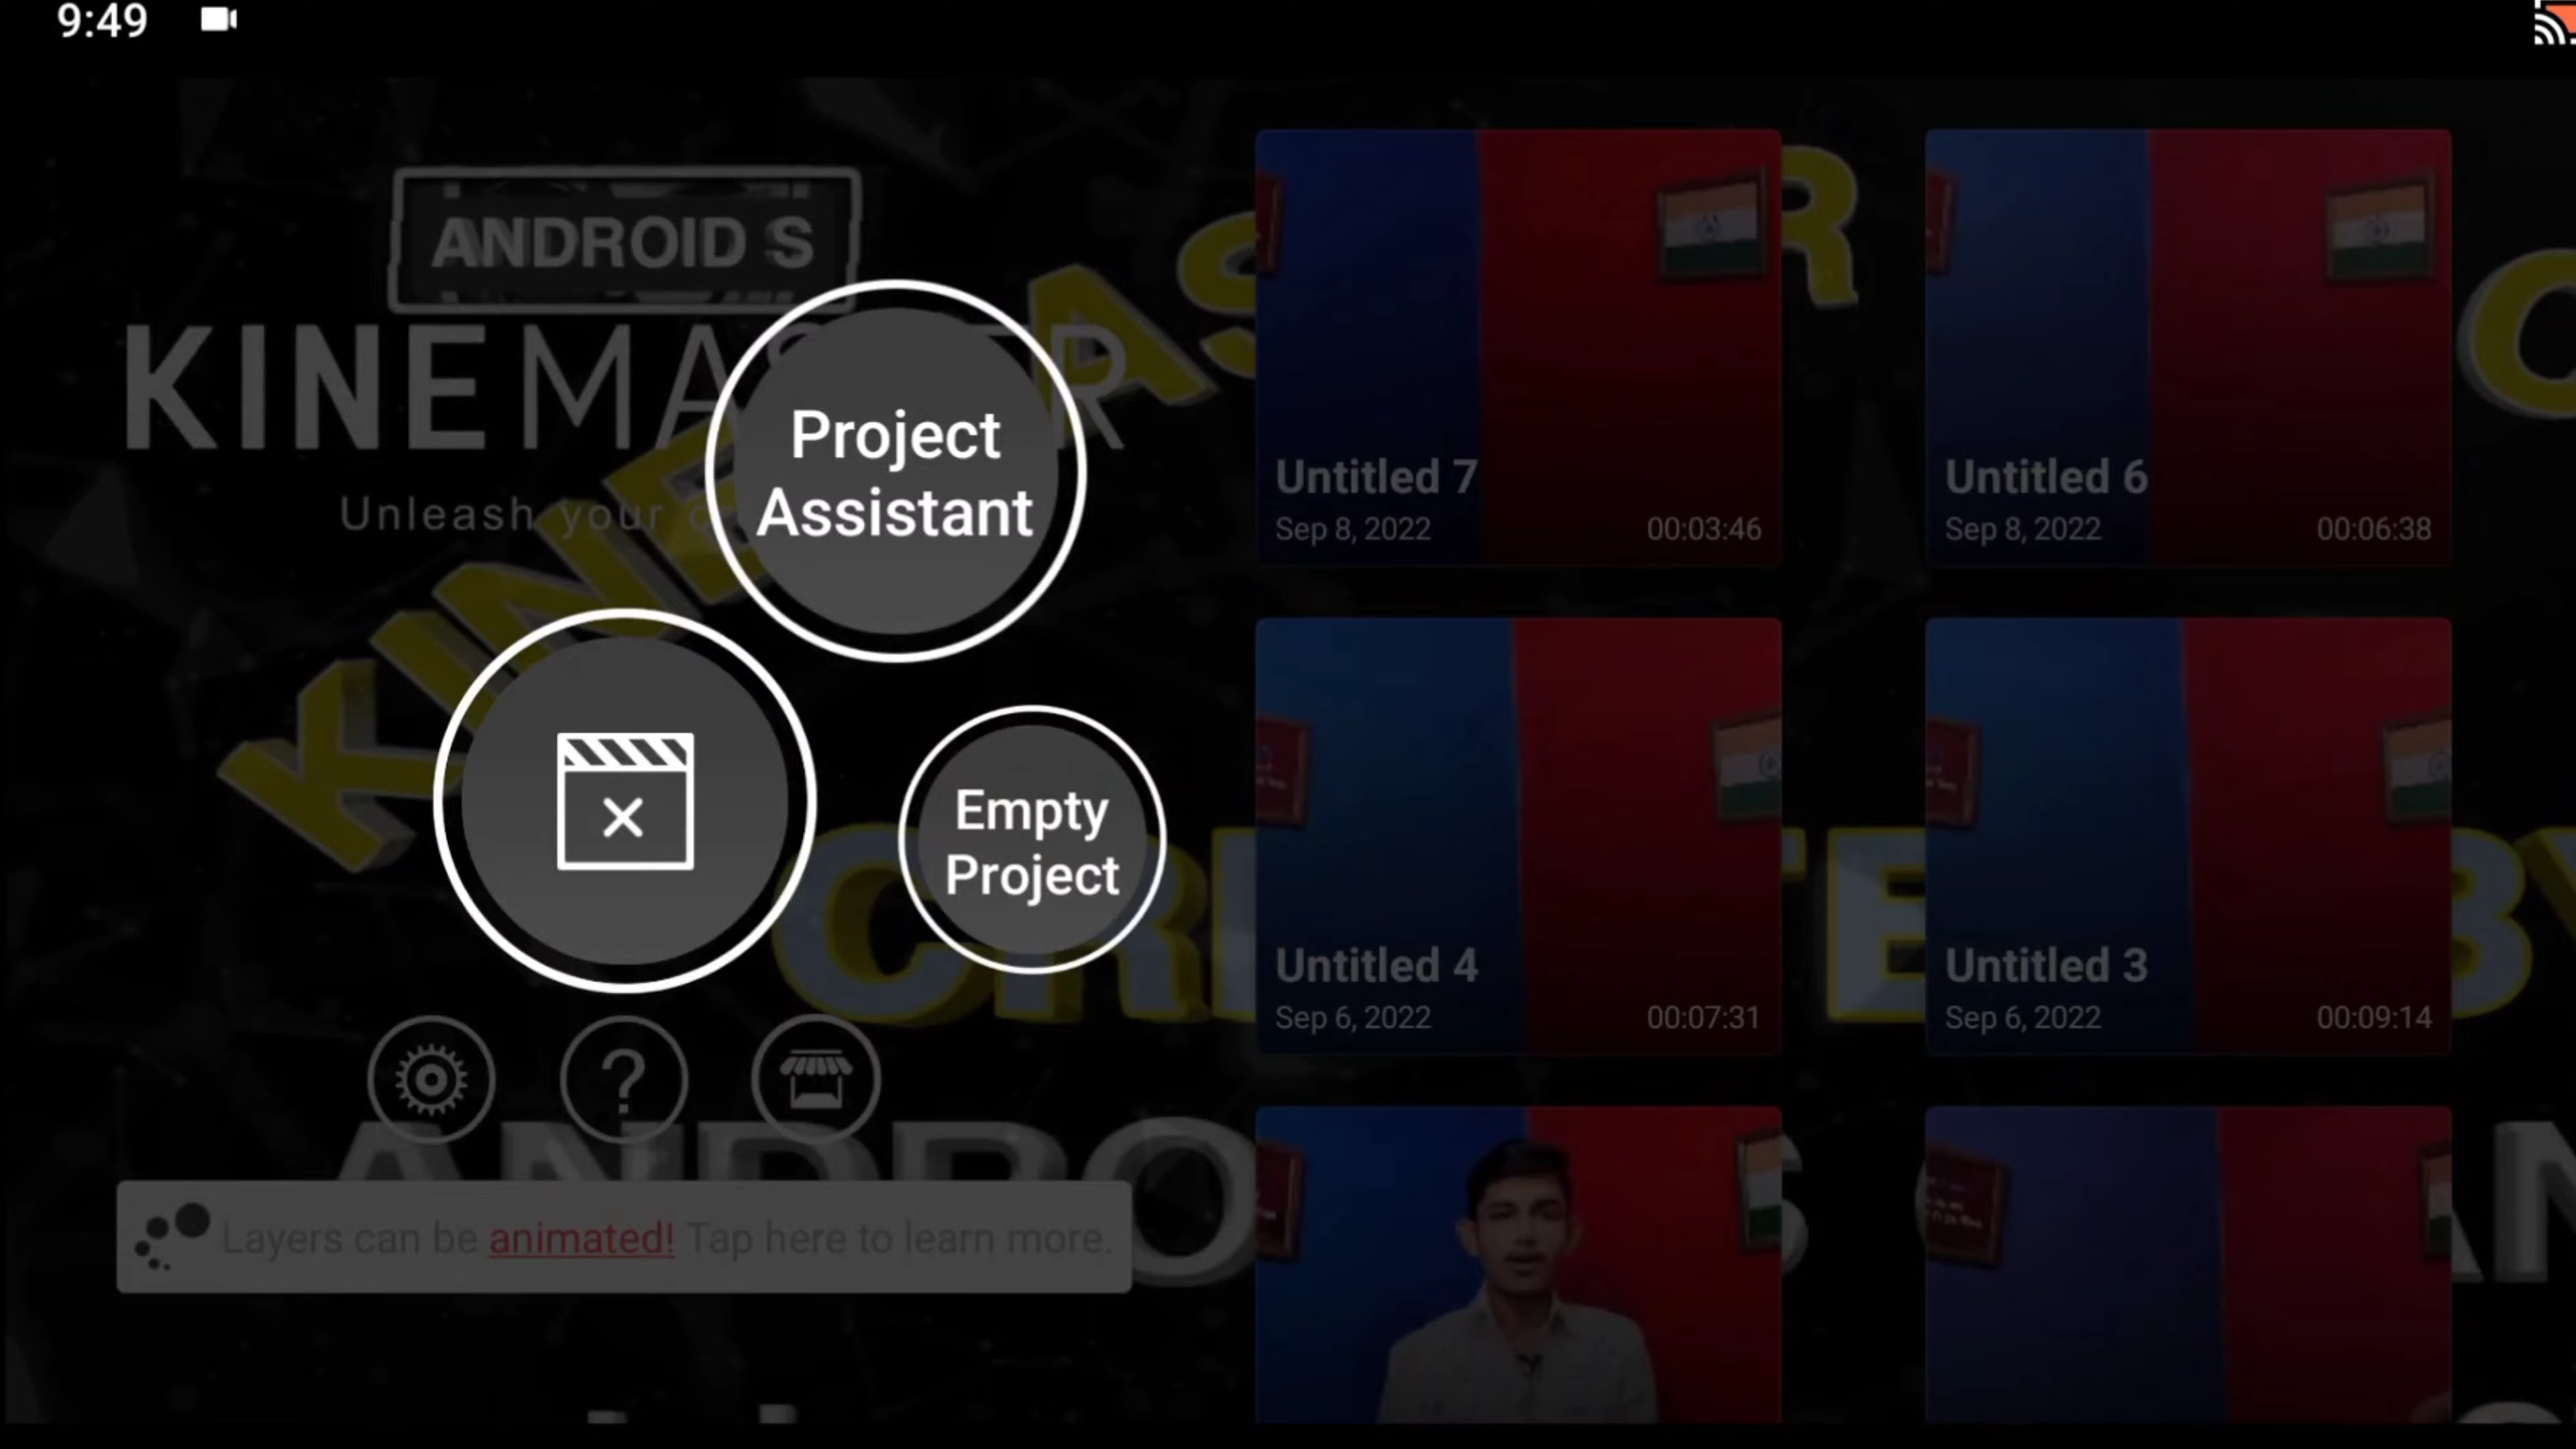 9:49
ANDROID S
KINEMASTER
Unleash your
Project
Assistant
Empty
Project
Layers can be animated! Tap here to learn more.
Untitled 7
Sep 8, 2022 00:03:46
Untitled 6
Sep 8, 2022 00:06:38
Untitled 4
Sep 6, 2022 00:07:31
Untitled 3
Sep 6, 2022 00:09:14